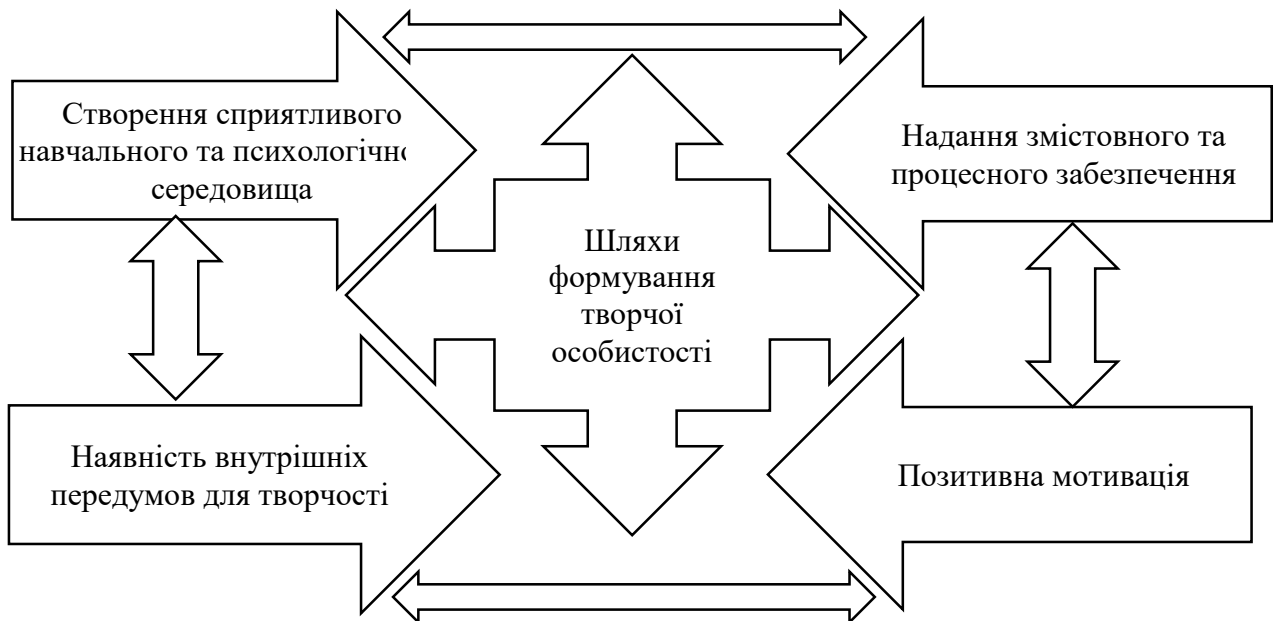 Створення сприятливого
навчального та психологічн
середовища
Надання змістовного та
процесного забезпечення
Шляхи
формування
творчої
особистості
Наявність внутрішніх
передумов для творчості
Позитивна мотивація